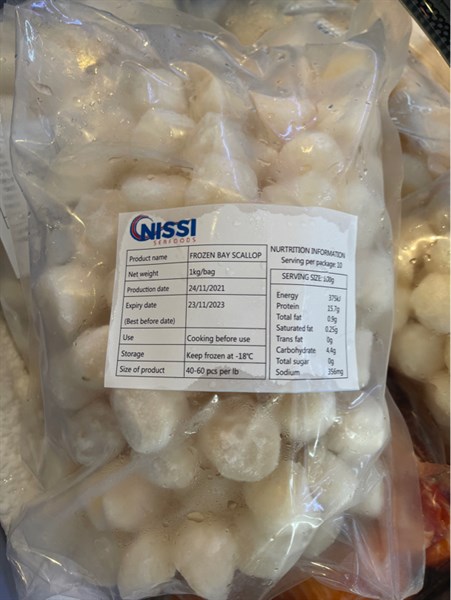 NISSI
SEAFOODS
Product name FROZEN BAY SCALLOP
Net weight 1kg/bag
Production date 24/11/2021
Expiry date 23/11/2023
(Best before date)
Use Cooking before use
Storage Keep frozen at -18℃
Size of product 40-60 pcs per lb
NURTRITION INFORMATION
Serving per package: 10
SERVING SIZE: 100g
Energy 375kJ
Protein 15.7g
Total fat 0.9g
Saturated fat 0.25g
Trans fat 0g
Carbohydrate 4.4g
Total sugar 0g
Sodium 356mg